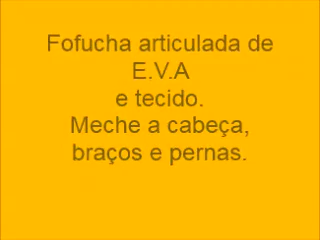 Fofucha articulada de
E.V.A
e tecido.
Meche a cabeça,
braços e pernas.